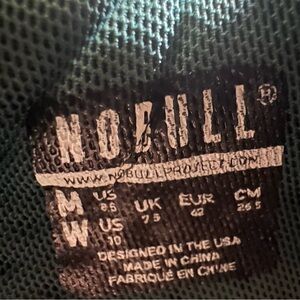 NOBULL®
WWW.NOBULLPROJECT.COM
M US 8.5 UK 7.5 EUR 42 CM 26.5
W US 10
DESIGNED IN THE USA
MADE IN CHINA
FABRIQUÉ EN CHINE